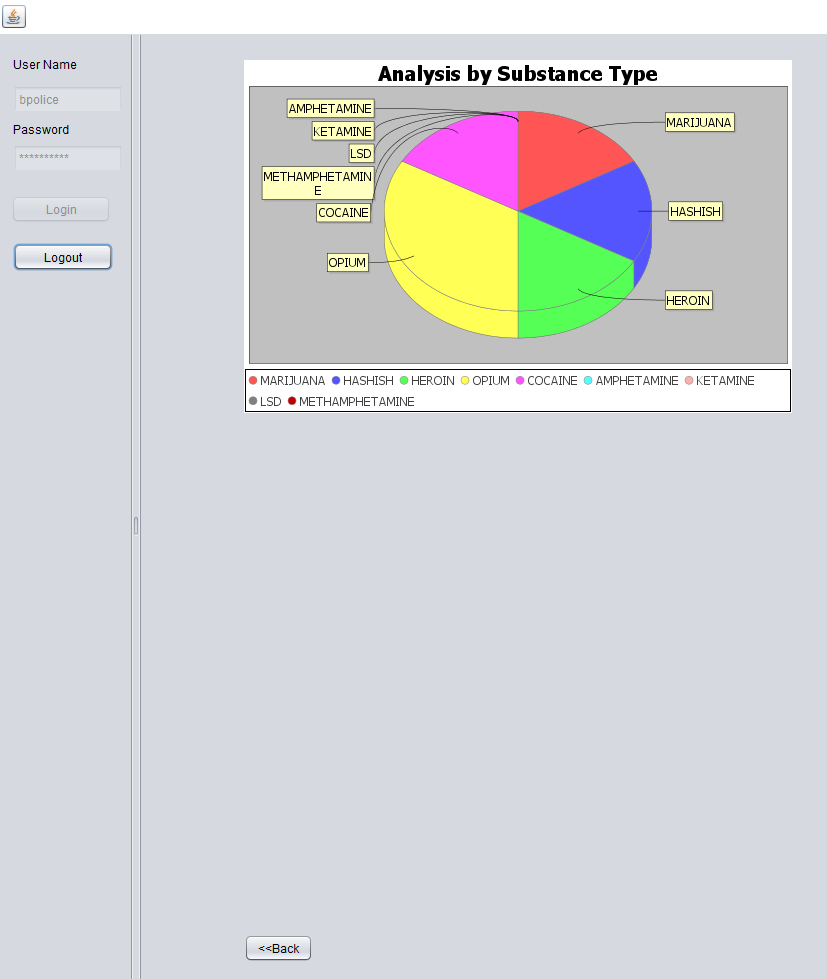 User Name
bpolice
Password
**********
Login
Logout
Analysis by Substance Type
AMPHETAMINE
KETAMINE
LSD
METHAMPHETAMIN
E
COCAINE
OPIUM
MARIJUANA
HASHISH
HEROIN
MARIJUANA HASHISH HEROIN OPIUM COCAINE AMPHETAMINE KETAMINE
LSD METHAMPHETAMINE
<<Back